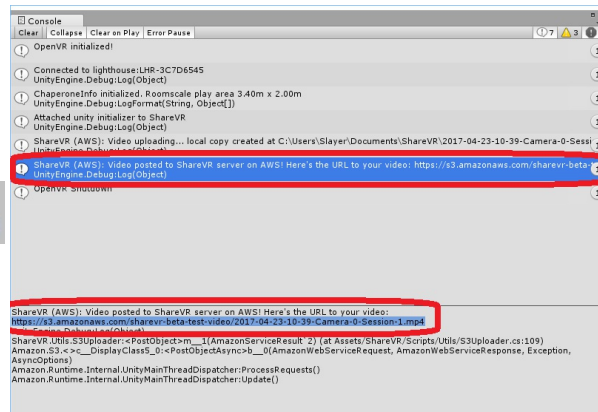 Console
Clear Collapse Clear on Play Error Pause 7 3
OpenVR initialized!
Connected to lighthouse:LHR-3C7D6545
UnityEngine.Debug:Log(Object)
ChaperoneInfo initialized. Roomscale play area 3.40m x 2.00m
UnityEngine.Debug:LogFormat(String, Object[])
Attached unity initializer to ShareVR
UnityEngine.Debug:Log(Object)
ShareVR (AWS): Video uploading... local copy created at C:\Users\Slayer\Documents\ShareVR\2017-04-23-10-39-Camera-0-Sessi
UnityEngine.Debug:Log(Object)
ShareVR (AWS): Video posted to ShareVR server on AWS! Here's the URL to your video: https://s3.amazonaws.com/sharevr-beta-
UnityEngine.Debug:Log(Object)
OpenVR Shutdown
ShareVR (AWS): Video posted to ShareVR server on AWS! Here's the URL to your video:
https://s3.amazonaws.com/sharevr-beta-test-video/2017-04-23-10-39-Camera-0-Session-1.mp4
UnityEngine.Debug:Log(Object)
ShareVR.Utils.S3Uploader:<PostObject>m__1(AmazonServiceResult`2) (at Assets/ShareVR/Scripts/Utils/S3Uploader.cs:109)
Amazon.S3.<>c__DisplayClass5_0:<PostObjectAsync>b__0(AmazonWebServiceRequest, AmazonWebServiceResponse, Exception,
AsyncOptions)
Amazon.Runtime.Internal.UnityMainThreadDispatcher:ProcessRequests()
Amazon.Runtime.Internal.UnityMainThreadDispatcher:Update()